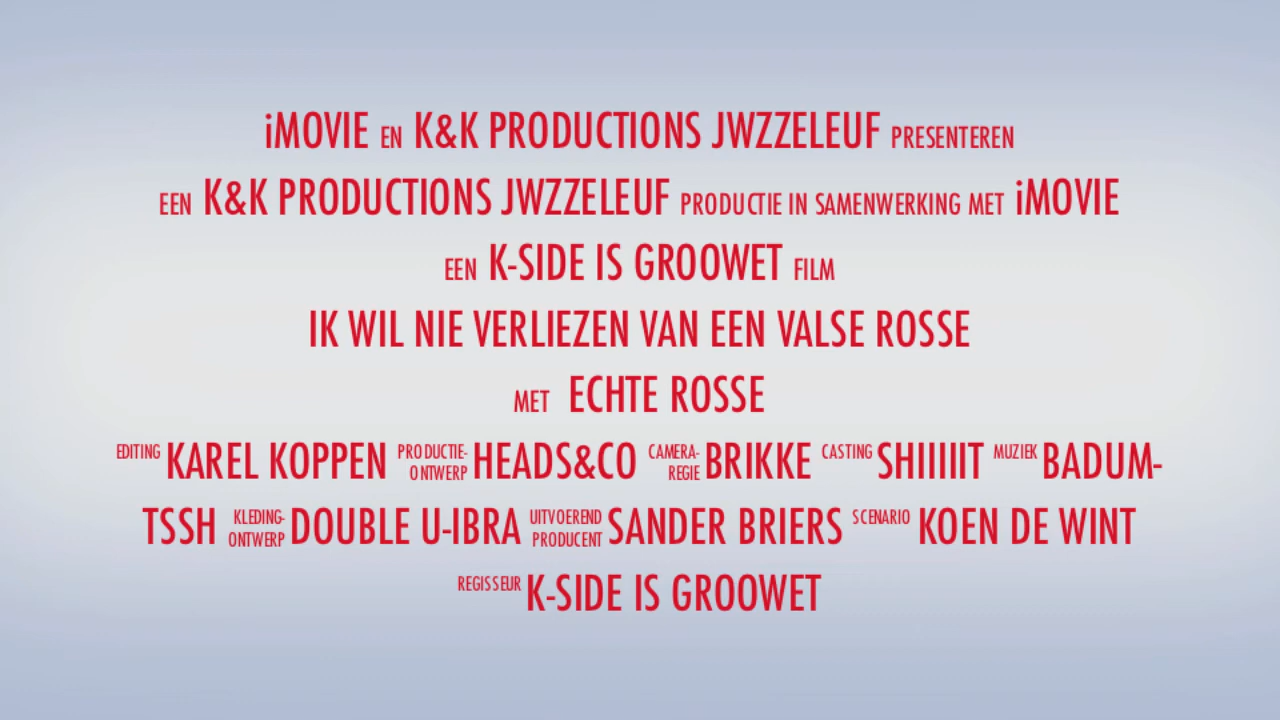 iMOVIE EN K&K PRODUCTIONS JWZZELEUF PRESENTEREN
EEN K&K PRODUCTIONS JWZZELEUF PRODUCTIE IN SAMENWERKING MET iMOVIE
EEN K-SIDE IS GROOWET FILM
IK WIL NIE VERLIEZEN VAN EEN VALSE ROSSE
MET ECHTE ROSSE
EDITING KAREL KOPPEN PRODUCTIE-ONTWERP HEADS&CO CAMERA-REGIE BRIKKE CASTING SHIIIIIT MUZIEK BADUM-
TSSH KLEDING-ONTWERP DOUBLE U-IBRA UITVOEREND PRODUCENT SANDER BRIERS SCENARIO KOEN DE WINT
REGISSEUR K-SIDE IS GROOWET